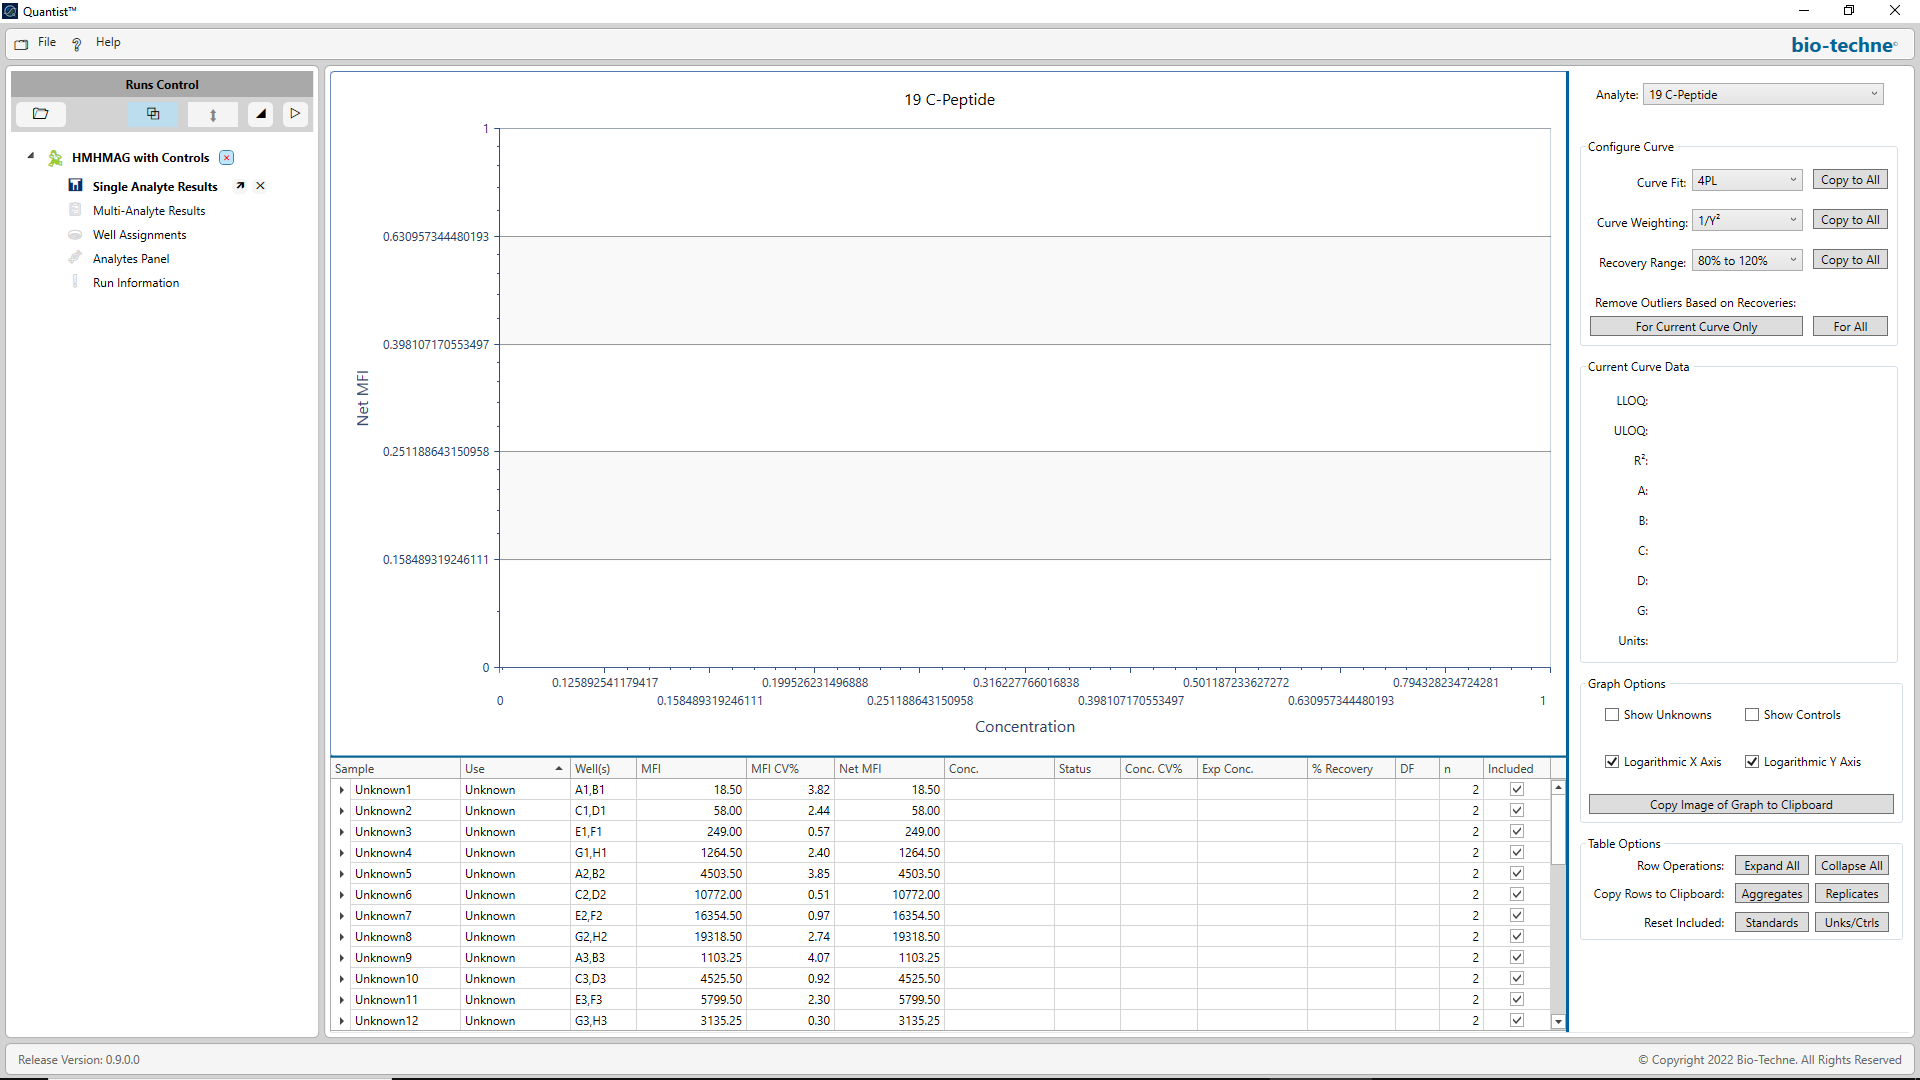 Quantist™
File Help
bio-techne®
Runs Control
HMHMAG with Controls
Single Analyte Results
Multi-Analyte Results
Well Assignments
Analytes Panel
Run Information
19 C-Peptide
1
0.630957344480193
0.398107170553497
0.251188643150958
0.158489319246111
0
Net MFI
0.125892541179417 0.199526231496888 0.316227766016838 0.501187233627272 0.794328234724281
0 0.158489319246111 0.251188643150958 0.398107170553497 0.630957344480193 1
Concentration
Sample Use Well(s) MFI MFI CV% Net MFI Conc. Status Conc. CV% Exp Conc. % Recovery DF n Included
Unknown1 Unknown A1,B1 18.50 3.82 18.50 2
Unknown2 Unknown C1,D1 58.00 2.44 58.00 2
Unknown3 Unknown E1,F1 249.00 0.57 249.00 2
Unknown4 Unknown G1,H1 1264.50 2.40 1264.50 2
Unknown5 Unknown A2,B2 4503.50 3.85 4503.50 2
Unknown6 Unknown C2,D2 10772.00 0.51 10772.00 2
Unknown7 Unknown E2,F2 16354.50 0.97 16354.50 2
Unknown8 Unknown G2,H2 19318.50 2.74 19318.50 2
Unknown9 Unknown A3,B3 1103.25 4.07 1103.25 2
Unknown10 Unknown C3,D3 4525.50 0.92 4525.50 2
Unknown11 Unknown E3,F3 5799.50 2.30 5799.50 2
Unknown12 Unknown G3,H3 3135.25 0.30 3135.25 2
Analyte: 19 C-Peptide
Configure Curve
Curve Fit: 4PL Copy to All
Curve Weighting: 1/Y² Copy to All
Recovery Range: 80% to 120% Copy to All
Remove Outliers Based on Recoveries:
For Current Curve Only For All
Current Curve Data
LLOQ:
ULOQ:
R²:
A:
B:
C:
D:
G:
Units:
Graph Options
Show Unknowns Show Controls
Logarithmic X Axis Logarithmic Y Axis
Copy Image of Graph to Clipboard
Table Options
Row Operations: Expand All Collapse All
Copy Rows to Clipboard: Aggregates Replicates
Reset Included: Standards Unks/Ctrls
Release Version: 0.9.0.0
© Copyright 2022 Bio-Techne. All Rights Reserved